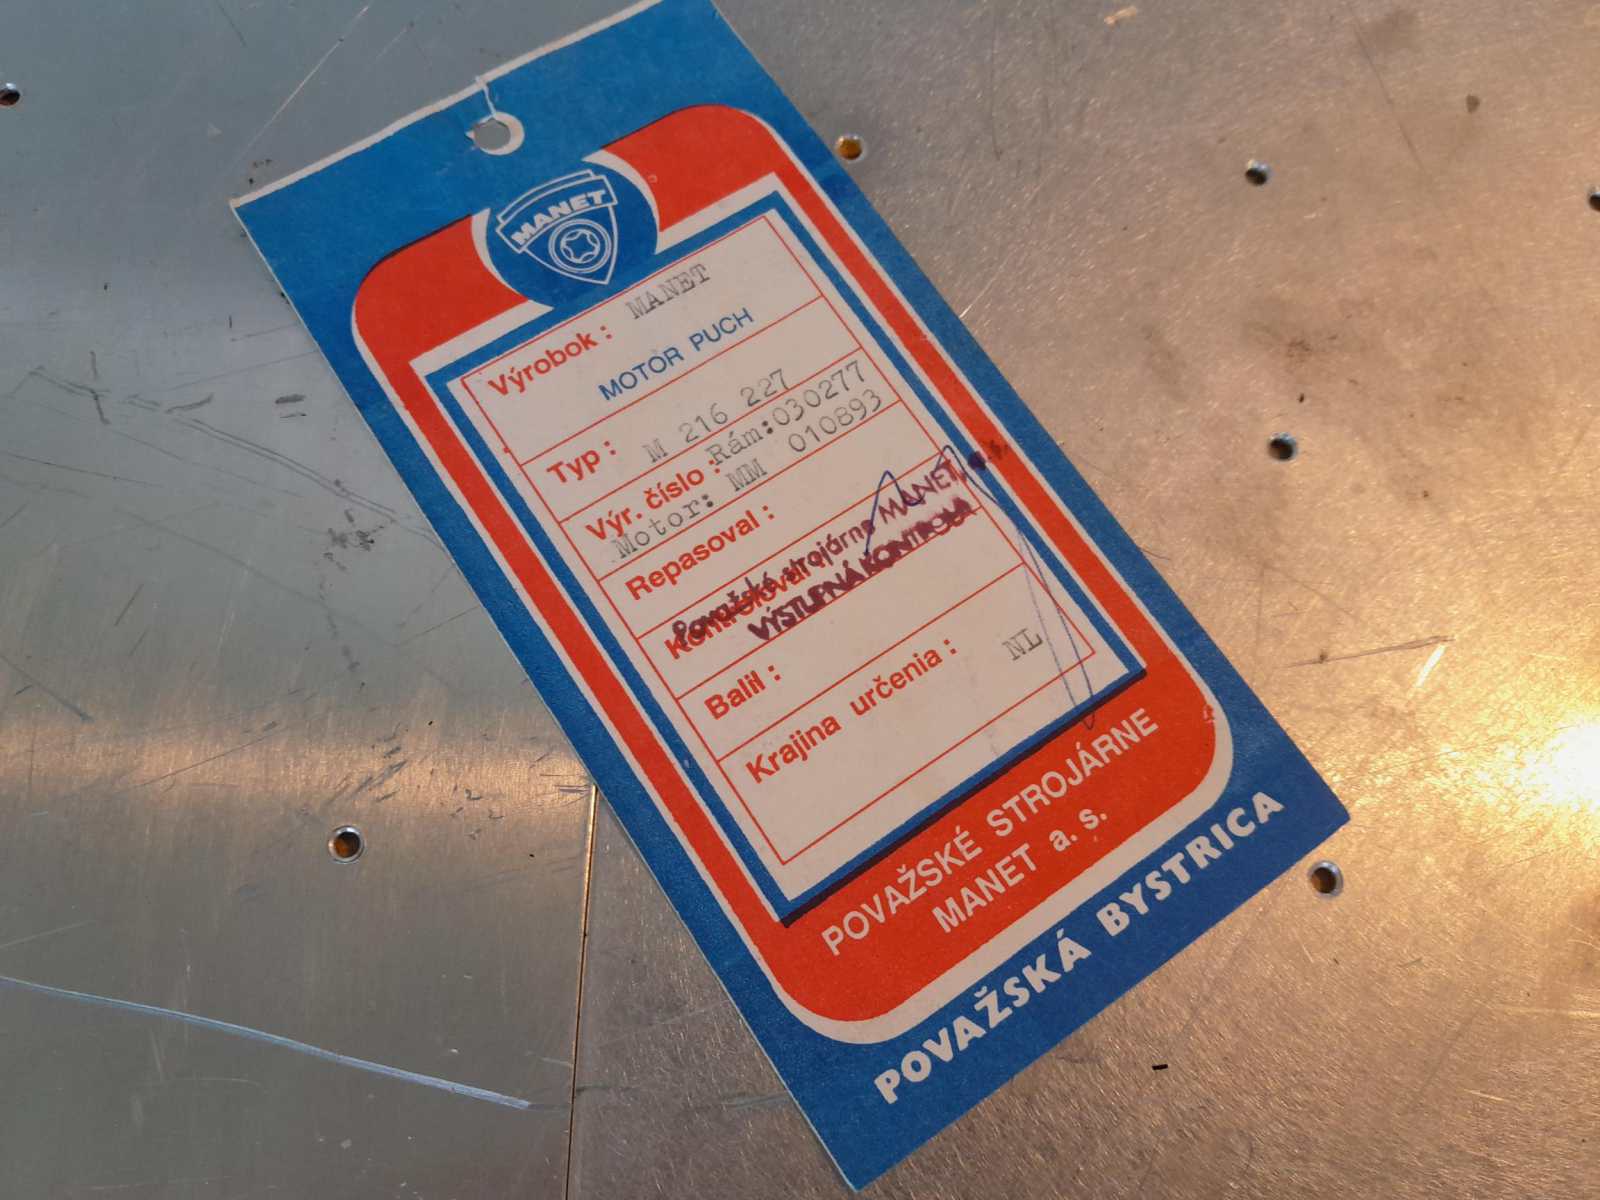 MANET
Výrobok : MANET
MOTOR PUCH
Typ : M 216 227
Výr. číslo : Rám:030277
Motor: MM 010893
Repasoval :
Kontroloval :
Považské strojárne MANET, a.s.
VÝSTUPNÁ KONTROLA
Balil :
Krajina určenia : NL
POVAŽSKÉ STROJÁRNE
MANET a. s.
POVAŽSKÁ BYSTRICA